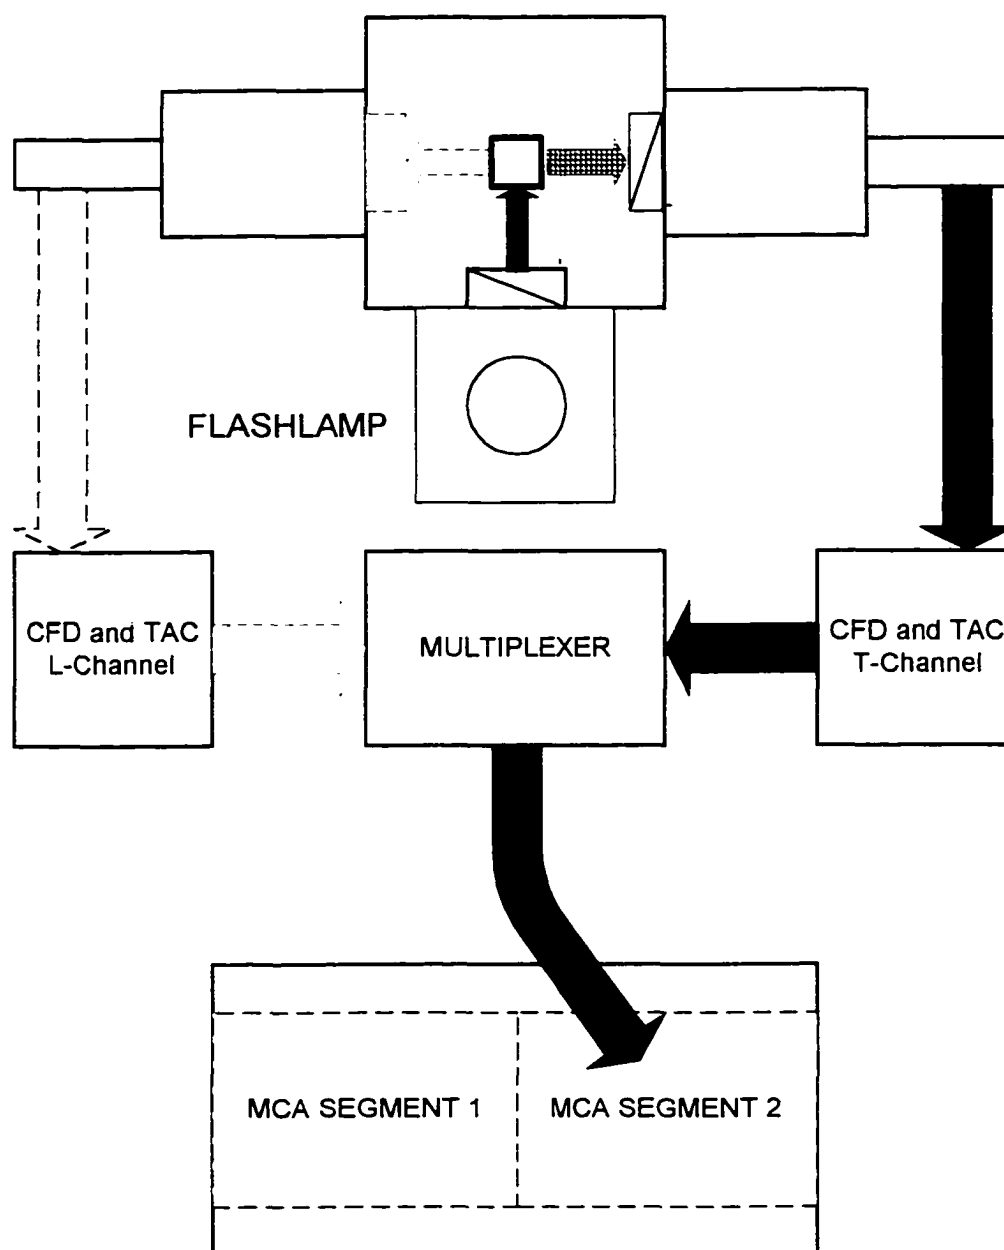 FLASHLAMP
CFD and TAC
L-Channel
MULTIPLEXER
CFD and TAC
T-Channel
MCA SEGMENT 1
MCA SEGMENT 2